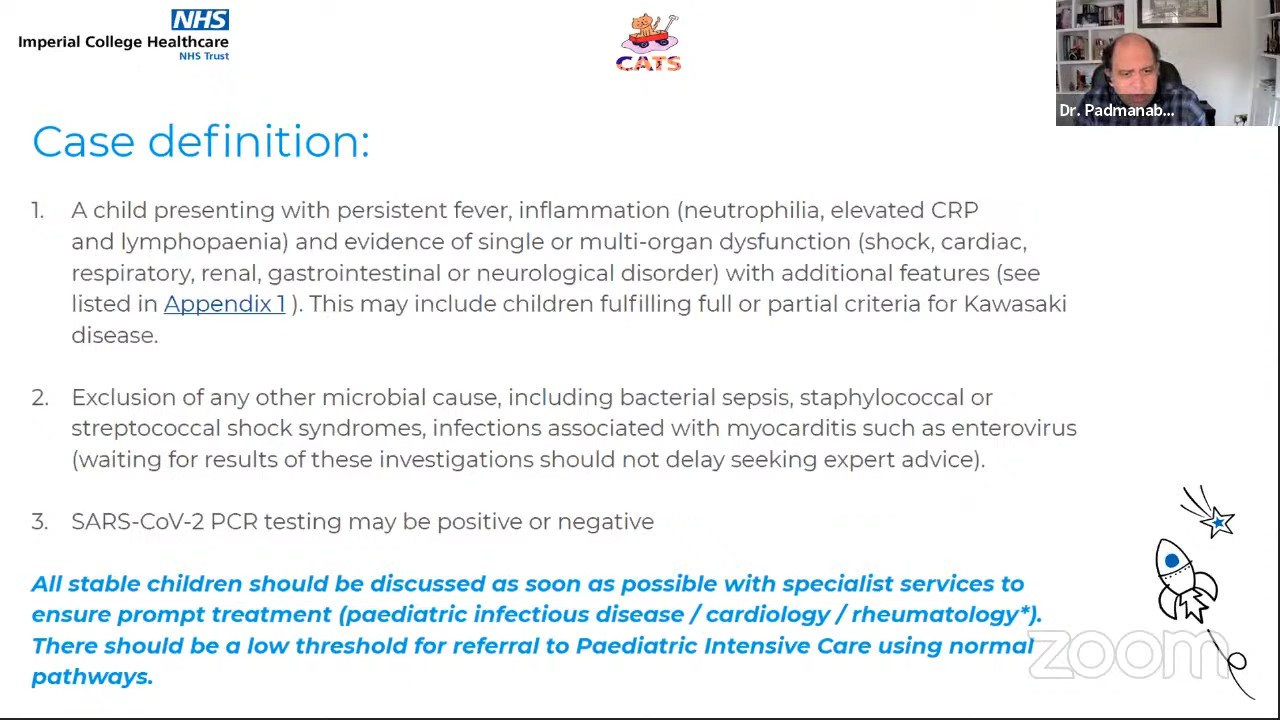 NHS
Imperial College Healthcare
NHS Trust
CATS
Dr. Padmanab...
Case definition:
1. A child presenting with persistent fever, inflammation (neutrophilia, elevated CRP
and lymphopaenia) and evidence of single or multi-organ dysfunction (shock, cardiac,
respiratory, renal, gastrointestinal or neurological disorder) with additional features (see
listed in Appendix 1 ). This may include children fulfilling full or partial criteria for Kawasaki
disease.
2. Exclusion of any other microbial cause, including bacterial sepsis, staphylococcal or
streptococcal shock syndromes, infections associated with myocarditis such as enterovirus
(waiting for results of these investigations should not delay seeking expert advice).
3. SARS-CoV-2 PCR testing may be positive or negative
All stable children should be discussed as soon as possible with specialist services to
ensure prompt treatment (paediatric infectious disease / cardiology / rheumatology*).
There should be a low threshold for referral to Paediatric Intensive Care using normal
pathways.
zoom